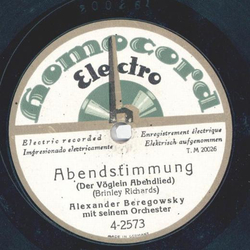 Homocord
Electro
Electric recorded
Impresionado electricamente
Enregistrement électrique
Elektrisch aufgenommen
T. M. 20026
Abendstimmung
(Der Vöglein Abendlied)
(Brinley Richards)
Alexander Beregowsky
mit seinem Orchester
4-2573